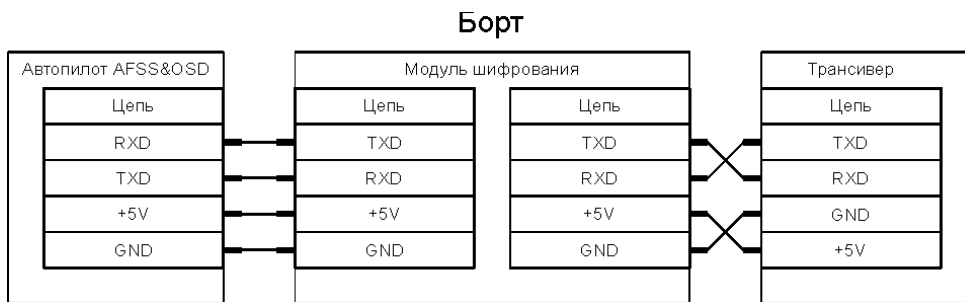 Борт
Автопилот AFSS&OSD
Модуль шифрования
Трансивер
Цепь Цепь Цепь Цепь
RXD TXD TXD TXD
TXD RXD RXD RXD
+5V +5V +5V GND
GND GND GND +5V